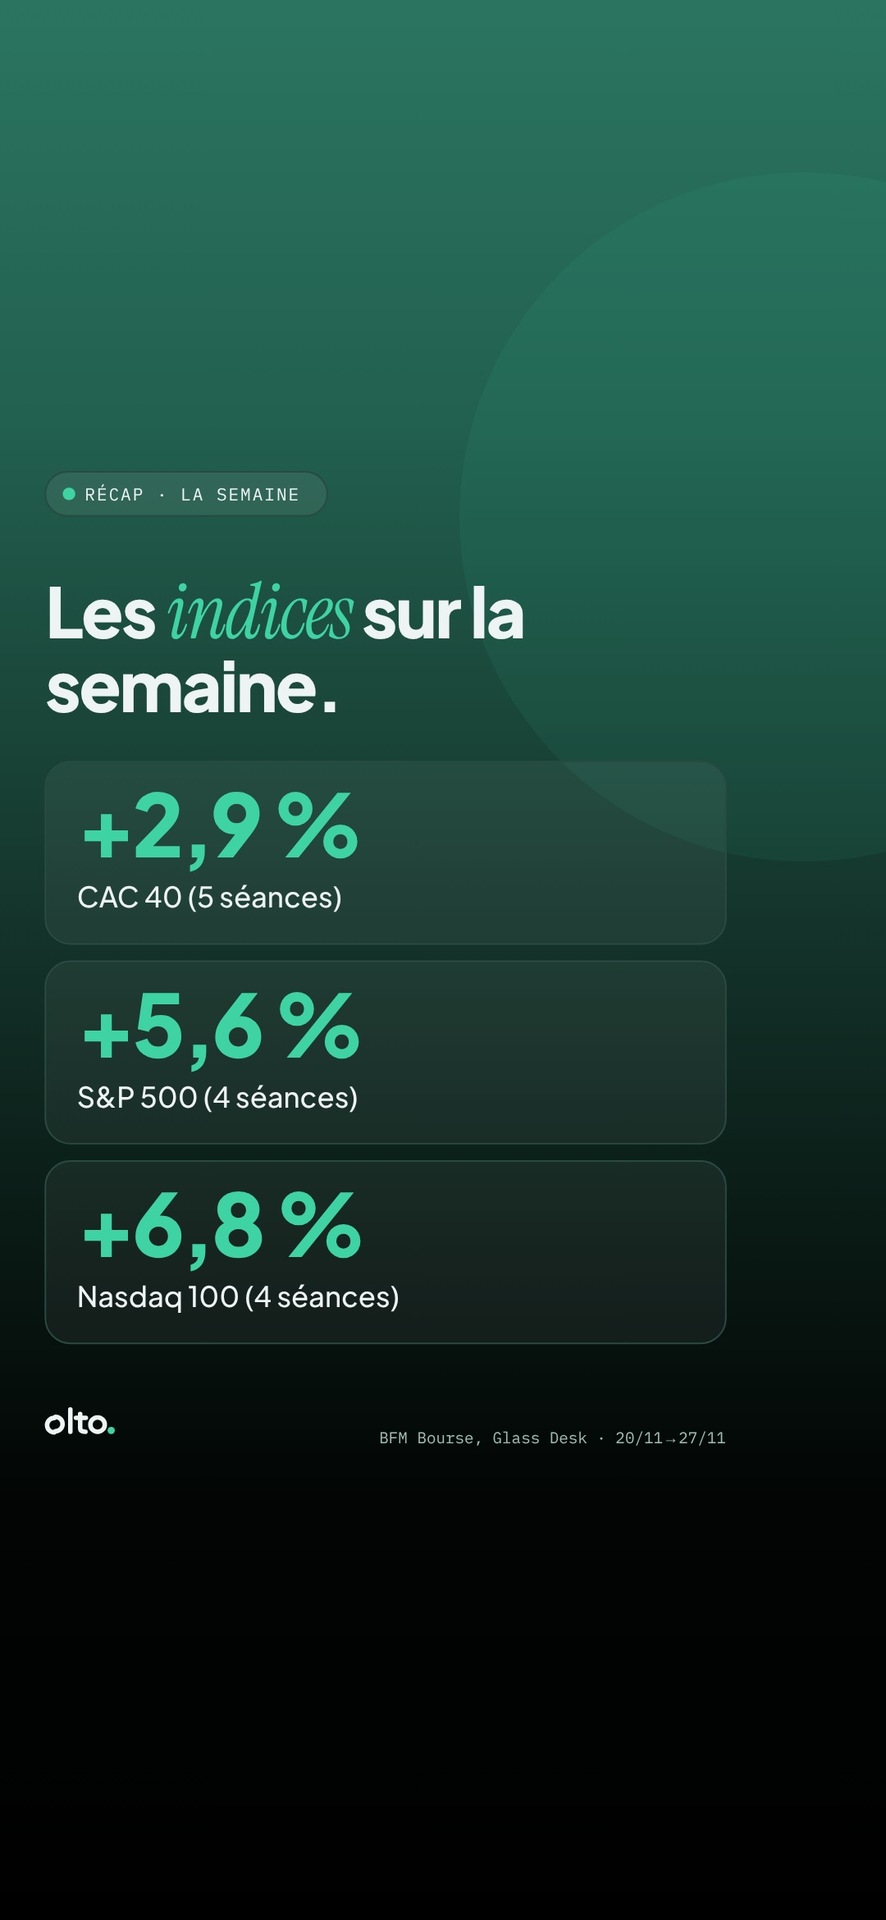 RÉCAP · LA SEMAINE
Les indices sur la
semaine.
+2,9 %
CAC 40 (5 séances)
+5,6 %
S&P 500 (4 séances)
+6,8 %
Nasdaq 100 (4 séances)
olto.
BFM Bourse, Glass Desk · 20/11→27/11